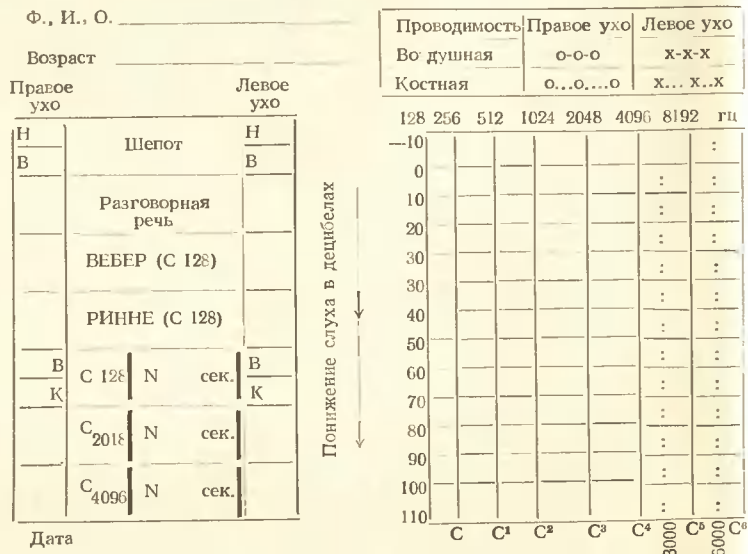 Ф., И., О.
Возраст
Правое ухо
Левое ухо
Н Шепот Н
В В
Разговорная
речь
ВЕБЕР (С 128)
РИННЕ (С 128)
В С 128 N сек. В
К К
С2018 N сек.
С4096 N сек.
Дата
Понижение слуха в децибелах
Проводимость Правое ухо Левое ухо
Во душная о-о-о х-х-х
Костная о...о....о х... х..х
128 256 512 1024 2048 4096 8192 гц
—10
0
10
20
30
30
40
50
60
70
80
90
100
110
С С¹ С² С³ С⁴ 3000 С⁵ 6000 С⁶